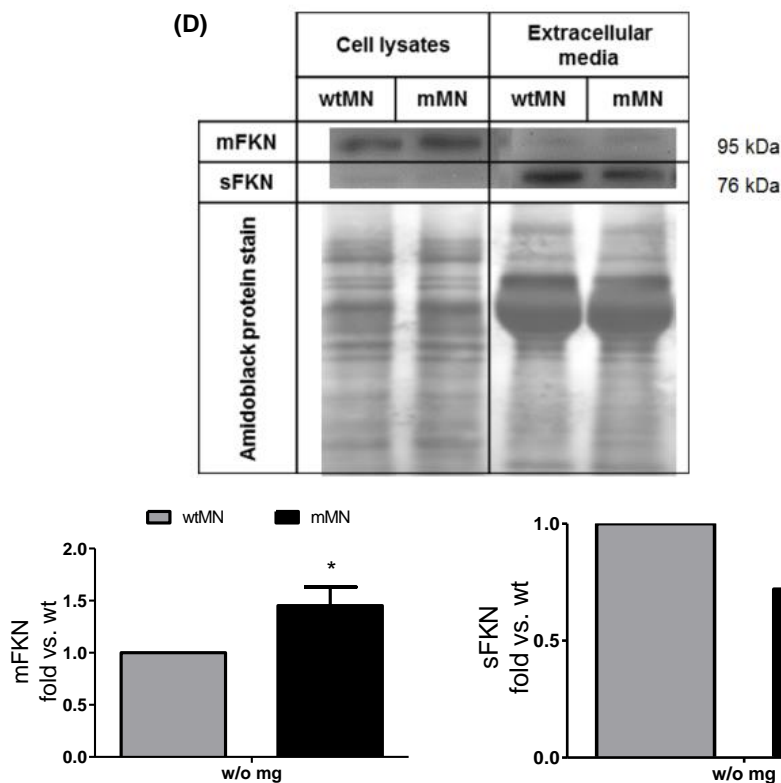 (D)
Cell lysates
Extracellular
media
wtMN
mMN
wtMN
mMN
mFKN
95 kDa
sFKN
76 kDa
Amidoblack protein stain
wtMN
mMN
mFKN
fold vs. wt
2.0
1.5
1.0
0.5
0.0
*
w/o mg
sFKN
fold vs. wt
1.0
0.5
0.0
w/o mg